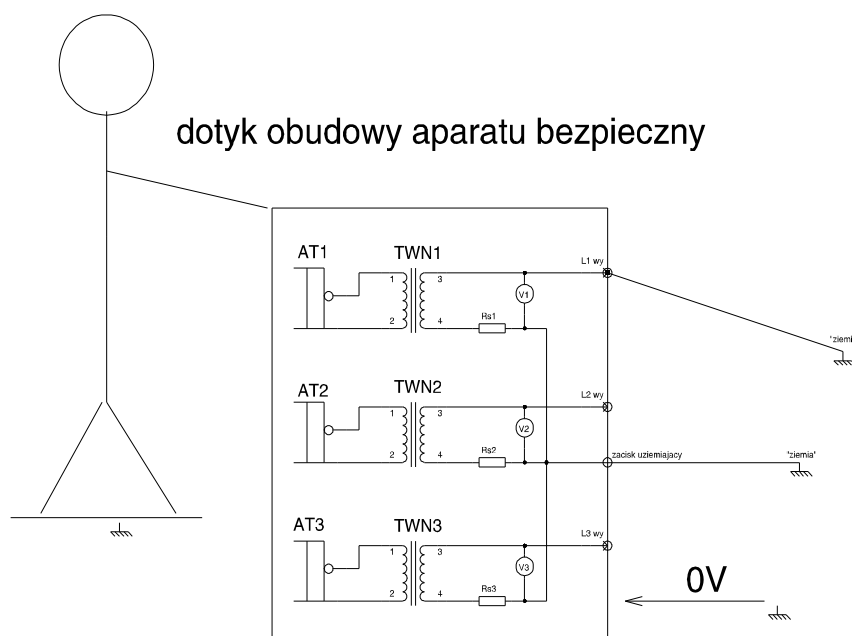 dotyk obudowy aparatu bezpieczny
AT1
TWN1
L1 wy
1
3
V1
Rs1
2
4
'ziemi
AT2
TWN2
L2 wy
1
3
V2
Rs2
2
4
zacisk uziemiajacy
'ziemia'
AT3
TWN3
L3 wy
1
3
V3
Rs3
2
4
0V